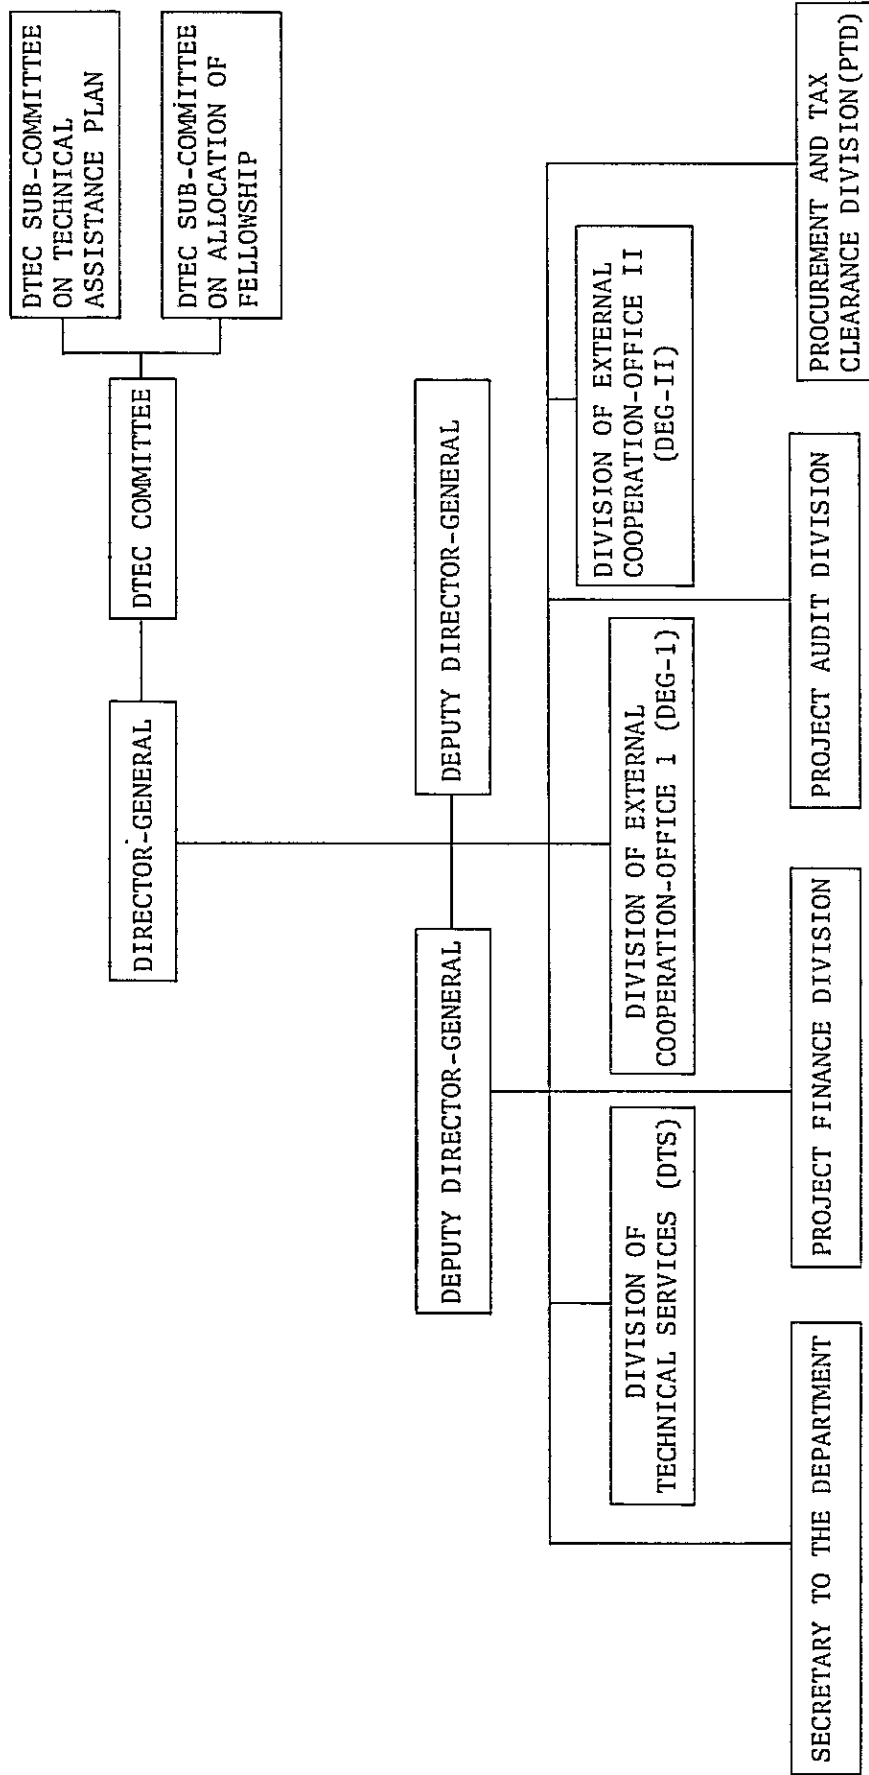 DTEC SUB-COMMITTEE
ON TECHNICAL
ASSISTANCE PLAN
DTEC SUB-COMMITTEE
ON ALLOCATION OF
FELLOWSHIP
DTEC COMMITTEE
DIRECTOR-GENERAL
DEPUTY DIRECTOR-GENERAL
DEPUTY DIRECTOR-GENERAL
DIVISION OF
TECHNICAL SERVICES (DTS)
DIVISION OF EXTERNAL
COOPERATION-OFFICE 1 (DEG-1)
DIVISION OF EXTERNAL
COOPERATION-OFFICE II
(DEG-II)
SECRETARY TO THE DEPARTMENT
PROJECT FINANCE DIVISION
PROJECT AUDIT DIVISION
PROCUREMENT AND TAX
CLEARANCE DIVISION(PTD)